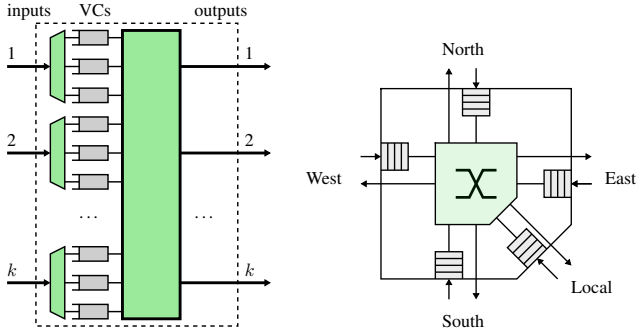 inputs VCs outputs
1 1
2 2
... ...
k k
North
West East
Local
South